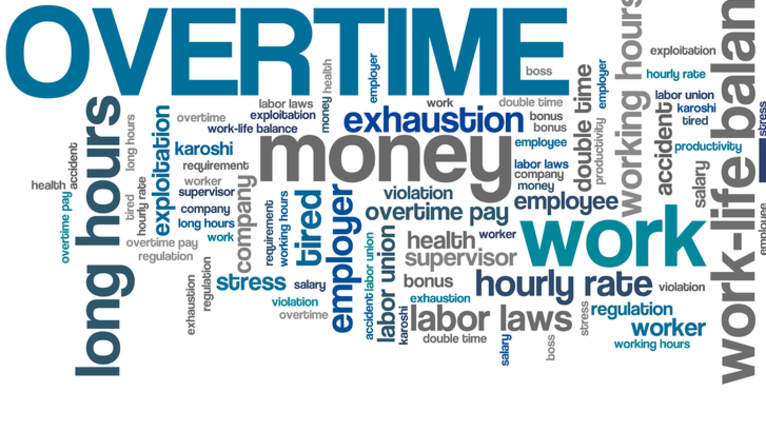 OVERTIME
boss
exploitation
hourly rate
health
employer
employer
double time
working hours
work-life balan
stress
labor laws
exploitation
money
work
double time
labor union
karoshi
tired
overtime
work-life balance
exhaustion
bonus
bonus
productivity
accident
productivity
long hours
long hours
exploitation
karoshi
money
employee
accident
health
requirement
labor laws
company
money
salary
worker
supervisor
company
violation
employee
overtime pay
tired
hourly rate
company
long hours
work
requirement
working hours
tired
employer
overtime pay
work
employee
overtime pay
regulation
labor union
labor union
health
worker
supervisor
exhaustion
regulation
stress
salary
bonus
hourly rate
violation
violation
overtime
accident
karoshi
exhaustion
labor laws
stress
regulation
worker
double time
salary
boss
working hours